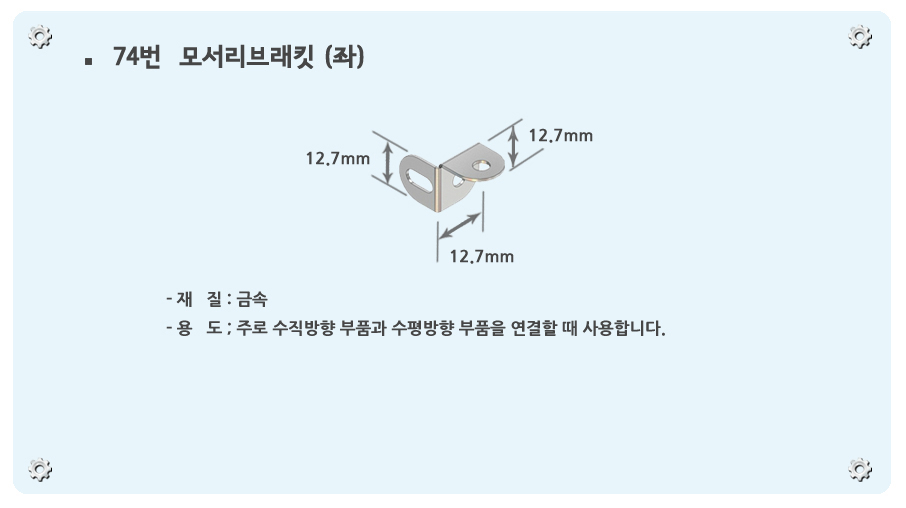 ▪ 74번 모서리브래킷 (좌)
12.7mm
12.7mm
12.7mm
- 재 질 : 금속
- 용 도 ; 주로 수직방향 부품과 수평방향 부품을 연결할 때 사용합니다.